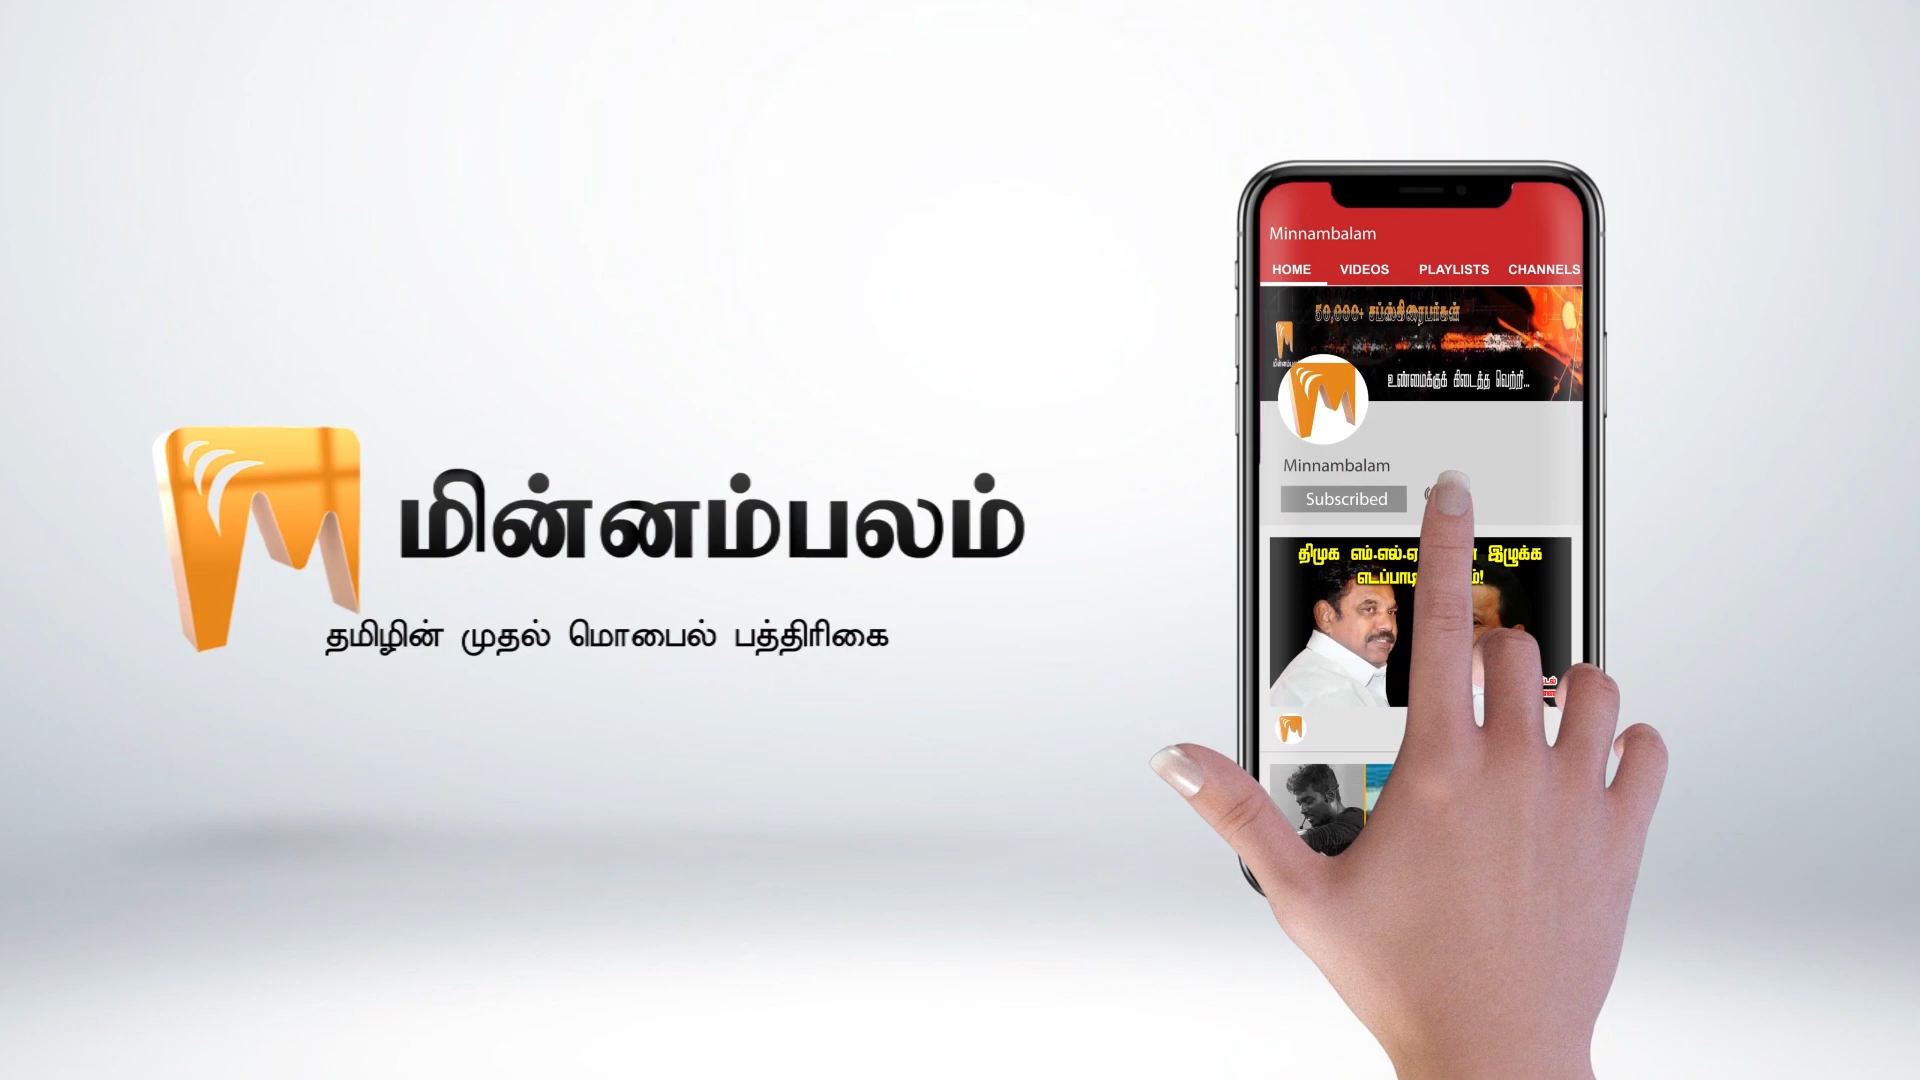 மின்னம்பலம்
தமிழின் முதல் மொபைல் பத்திரிகை
Minnambalam
HOME VIDEOS PLAYLISTS CHANNELS
50,000+ சப்ஸ்கிரைபர்கள்
உண்மைக்குக் கிடைத்த வெற்றி...
Minnambalam
Subscribed
திமுக இழுக்க